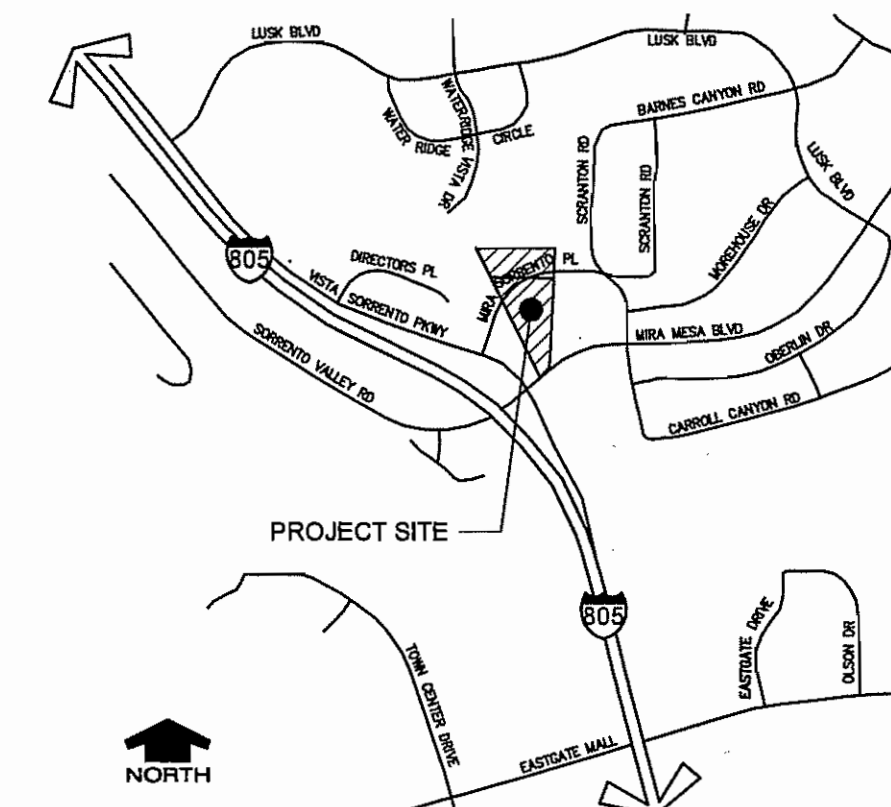 LUSK BLVD
LUSK BLVD
WATER RIDGE CIRCLE
WATERRIDGE VISTA DR
BARNES CANYON RD
SCRANTON RD
SCRANTON RD
LUSK BLVD
MOREHOUSE DR
805
DIRECTORS PL
VISTA SORRENTO PKWY
MIRA SORRENTO PL
SORRENTO VALLEY RD
MIRA MESA BLVD
OBERLIN DR
CARROLL CANYON RD
PROJECT SITE
805
EASTGATE DRIVE
OLSON DR
TOWN CENTER DRIVE
EASTGATE MALL
NORTH